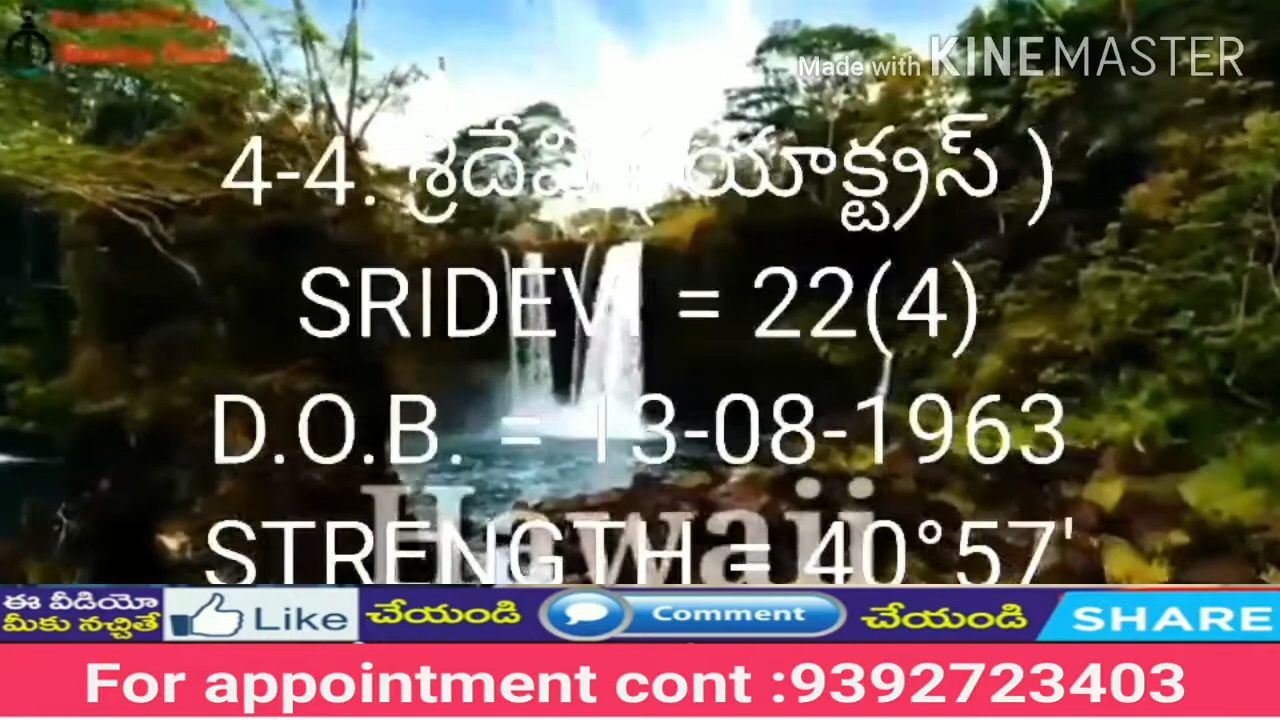 Made with KINEMASTER
4-4. శ్రీదేవి ( యాక్ట్రస్ )
SRIDEVI = 22(4)
D.O.B. = 13-08-1963
Hawaii
STRENGTH = 40°57'
ఈ వీడియో
మీకు నచ్చితే
Like చేయండి Comment చేయండి SHARE
For appointment cont :9392723403